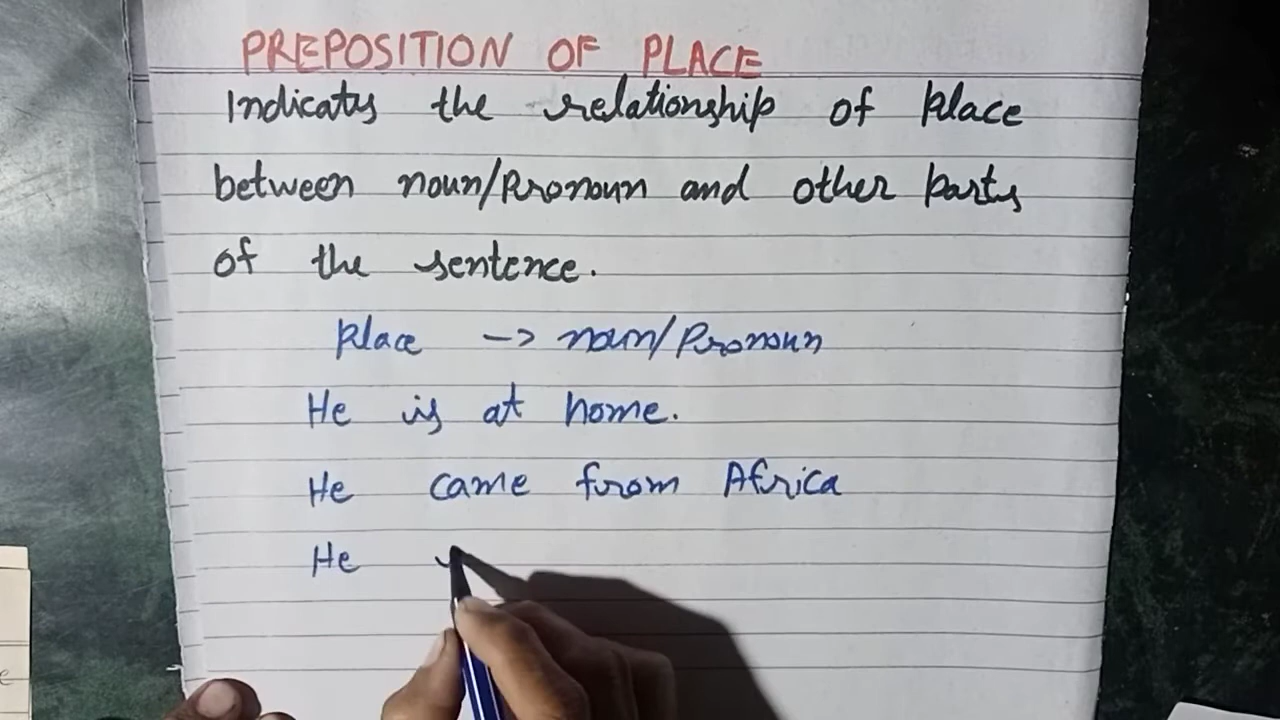 PREPOSITION OF PLACE
Indicates the relationship of place
between noun/Pronoun and other parts
of the sentence.
Place -> noun/Pronoun
He is at home.
He came from Africa
He